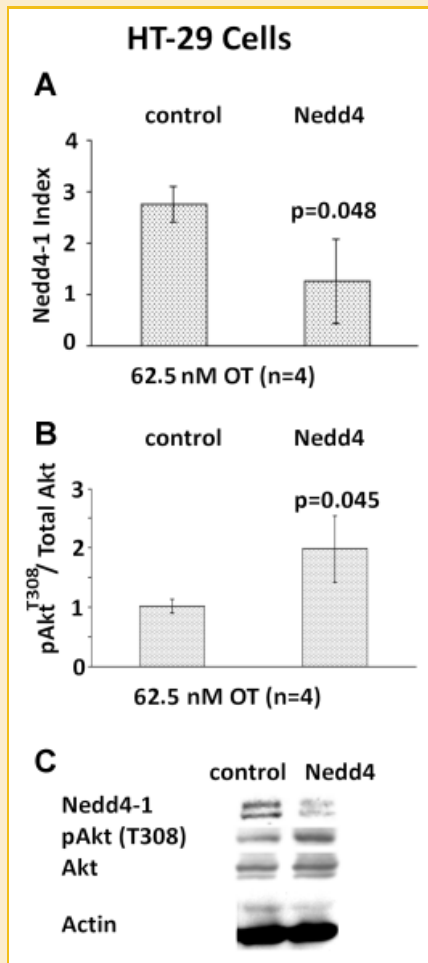 HT-29 Cells
A
control Nedd4
Nedd4-1 Index
4
3
2
1
0
p=0.048
62.5 nM OT (n=4)
B
control Nedd4
pAkt^T308/ Total Akt
3
2
1
0
p=0.045
62.5 nM OT (n=4)
C
control Nedd4
Nedd4-1
pAkt (T308)
Akt
Actin